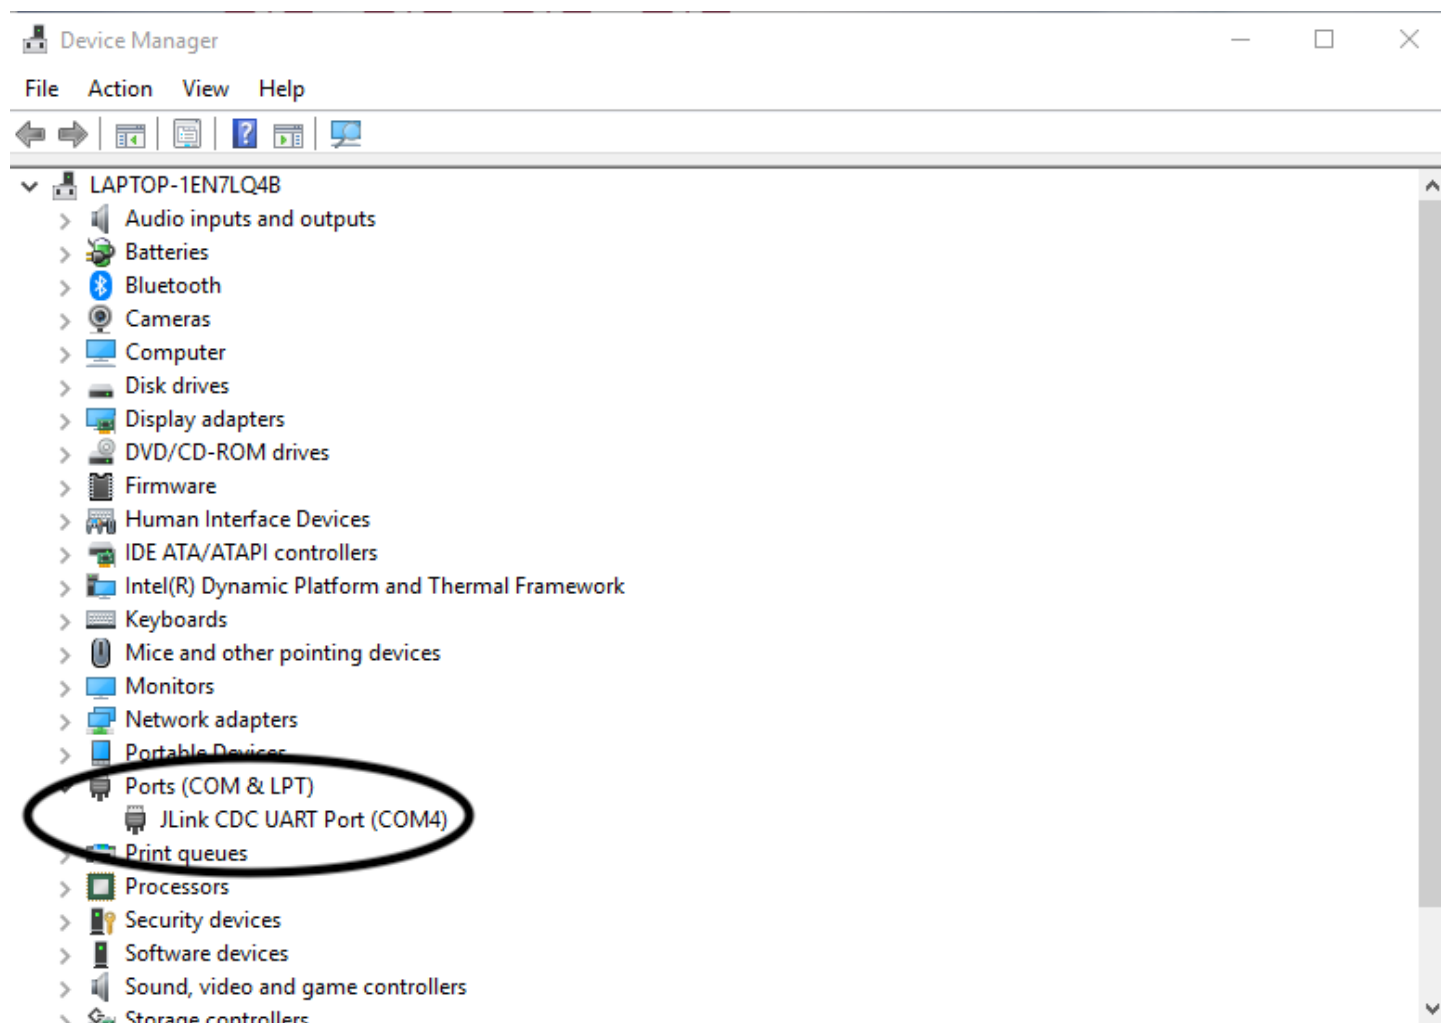 Device Manager
File Action View Help
LAPTOP-1EN7LQ4B
Audio inputs and outputs
Batteries
Bluetooth
Cameras
Computer
Disk drives
Display adapters
DVD/CD-ROM drives
Firmware
Human Interface Devices
IDE ATA/ATAPI controllers
Intel(R) Dynamic Platform and Thermal Framework
Keyboards
Mice and other pointing devices
Monitors
Network adapters
Portable Devices
Ports (COM & LPT)
JLink CDC UART Port (COM4)
Print queues
Processors
Security devices
Software devices
Sound, video and game controllers
Storage controllers